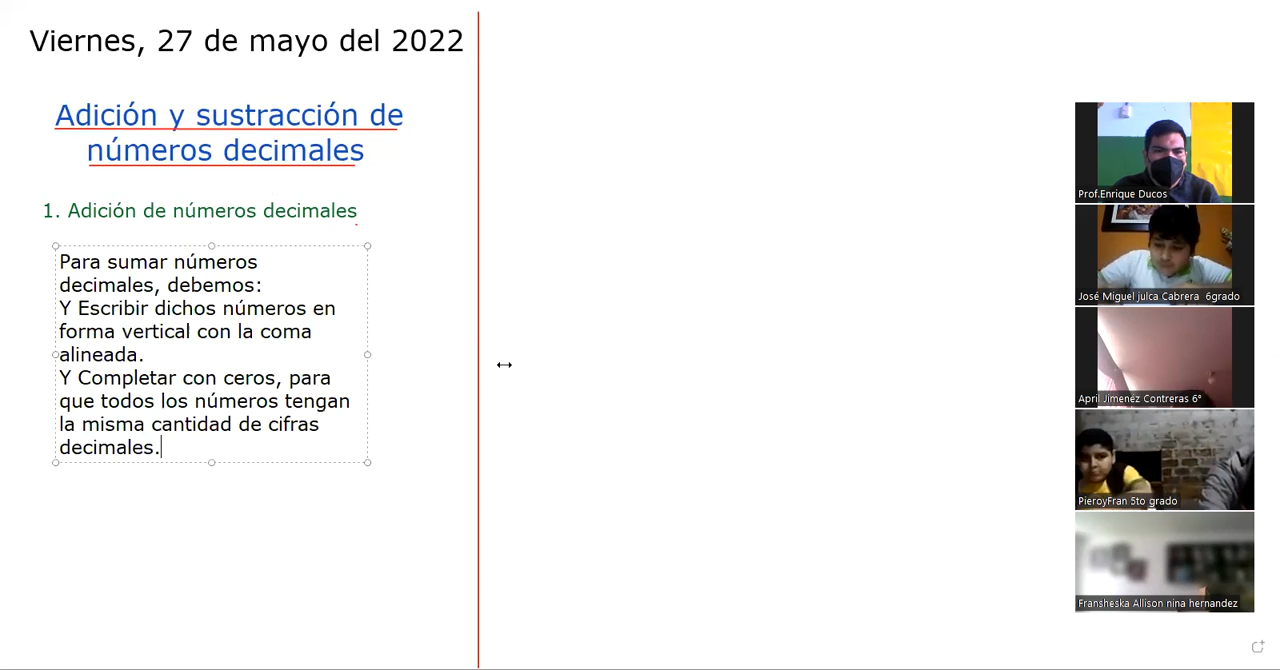 Viernes, 27 de mayo del 2022
Adición y sustracción de
números decimales
1. Adición de números decimales
Para sumar números
decimales, debemos:
Y Escribir dichos números en
forma vertical con la coma
alineada.
Y Completar con ceros, para
que todos los números tengan
la misma cantidad de cifras
decimales.
Prof.Enrique Ducos
José Miguel julca Cabrera 6grado
April Jimenez Contreras 6°
PieroyFran 5to grado
Fransheska Allison nina hernandez